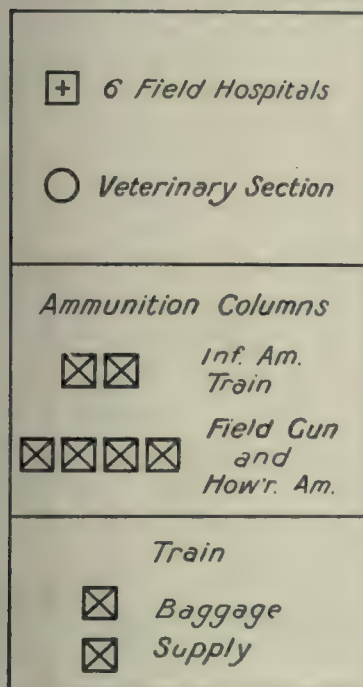 6 Field Hospitals
Veterinary Section
Ammunition Columns
Inf. Am.
Train
Field Gun
and
How'r. Am.
Train
Baggage
Supply